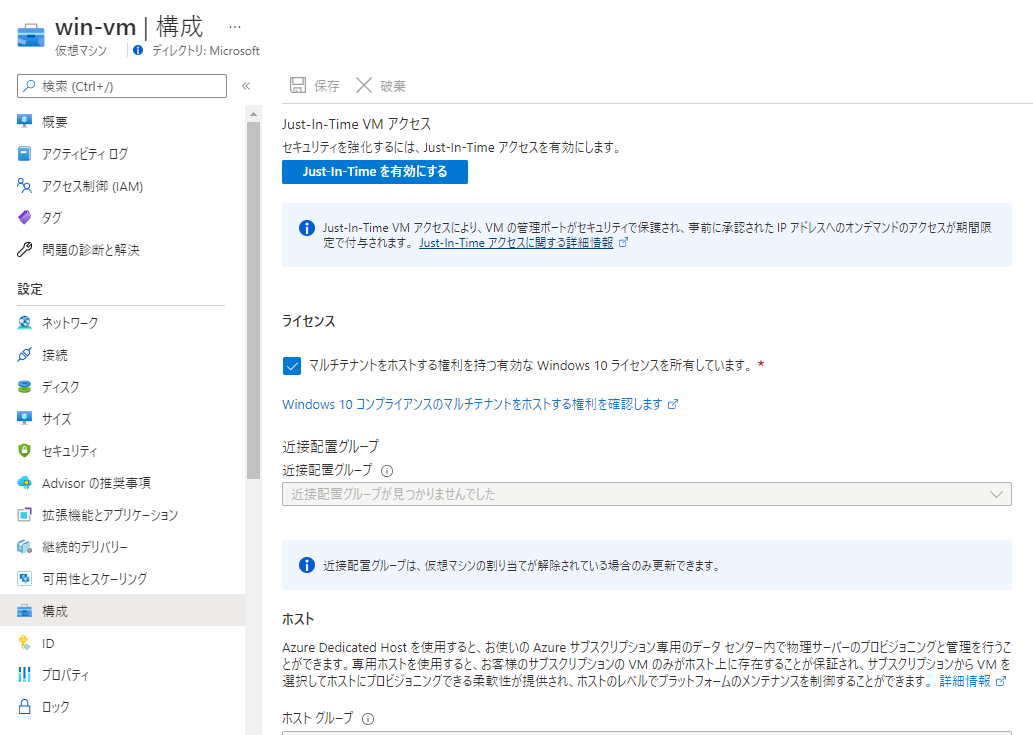 win-vm | 構成 …
仮想マシン
ディレクトリ: Microsoft
検索 (Ctrl+/)
«
概要
アクティビティ ログ
アクセス制御 (IAM)
タグ
問題の診断と解決
設定
ネットワーク
接続
ディスク
サイズ
セキュリティ
Advisor の推奨事項
拡張機能とアプリケーション
継続的デリバリー
可用性とスケーリング
構成
ID
プロパティ
ロック
保存
破棄
Just-In-Time VM アクセス
セキュリティを強化するには、Just-In-Time アクセスを有効にします。
Just-In-Time を有効にする
Just-In-Time VM アクセスにより、VM の管理ポートがセキュリティで保護され、事前に承認された IP アドレスへのオンデマンドのアクセスが期間限
定で付与されます。 Just-In-Time アクセスに関する詳細情報
ライセンス
マルチテナントをホストする権利を持つ有効な Windows 10 ライセンスを所有しています。 *
Windows 10 コンプライアンスのマルチテナントをホストする権利を確認します
近接配置グループ
近接配置グループ
近接配置グループが見つかりませんでした
近接配置グループは、仮想マシンの割り当てが解除されている場合のみ更新できます。
ホスト
Azure Dedicated Host を使用すると、お使いの Azure サブスクリプション専用のデータ センター内で物理サーバーのプロビジョニングと管理を行うこ
とができます。専用ホストを使用すると、お客様のサブスクリプションの VM のみがホスト上に存在することが保証され、サブスクリプションから VM を
選択してホストにプロビジョニングできる柔軟性が提供され、ホストのレベルでプラットフォームのメンテナンスを制御することができます。 詳細情報
ホスト グループ